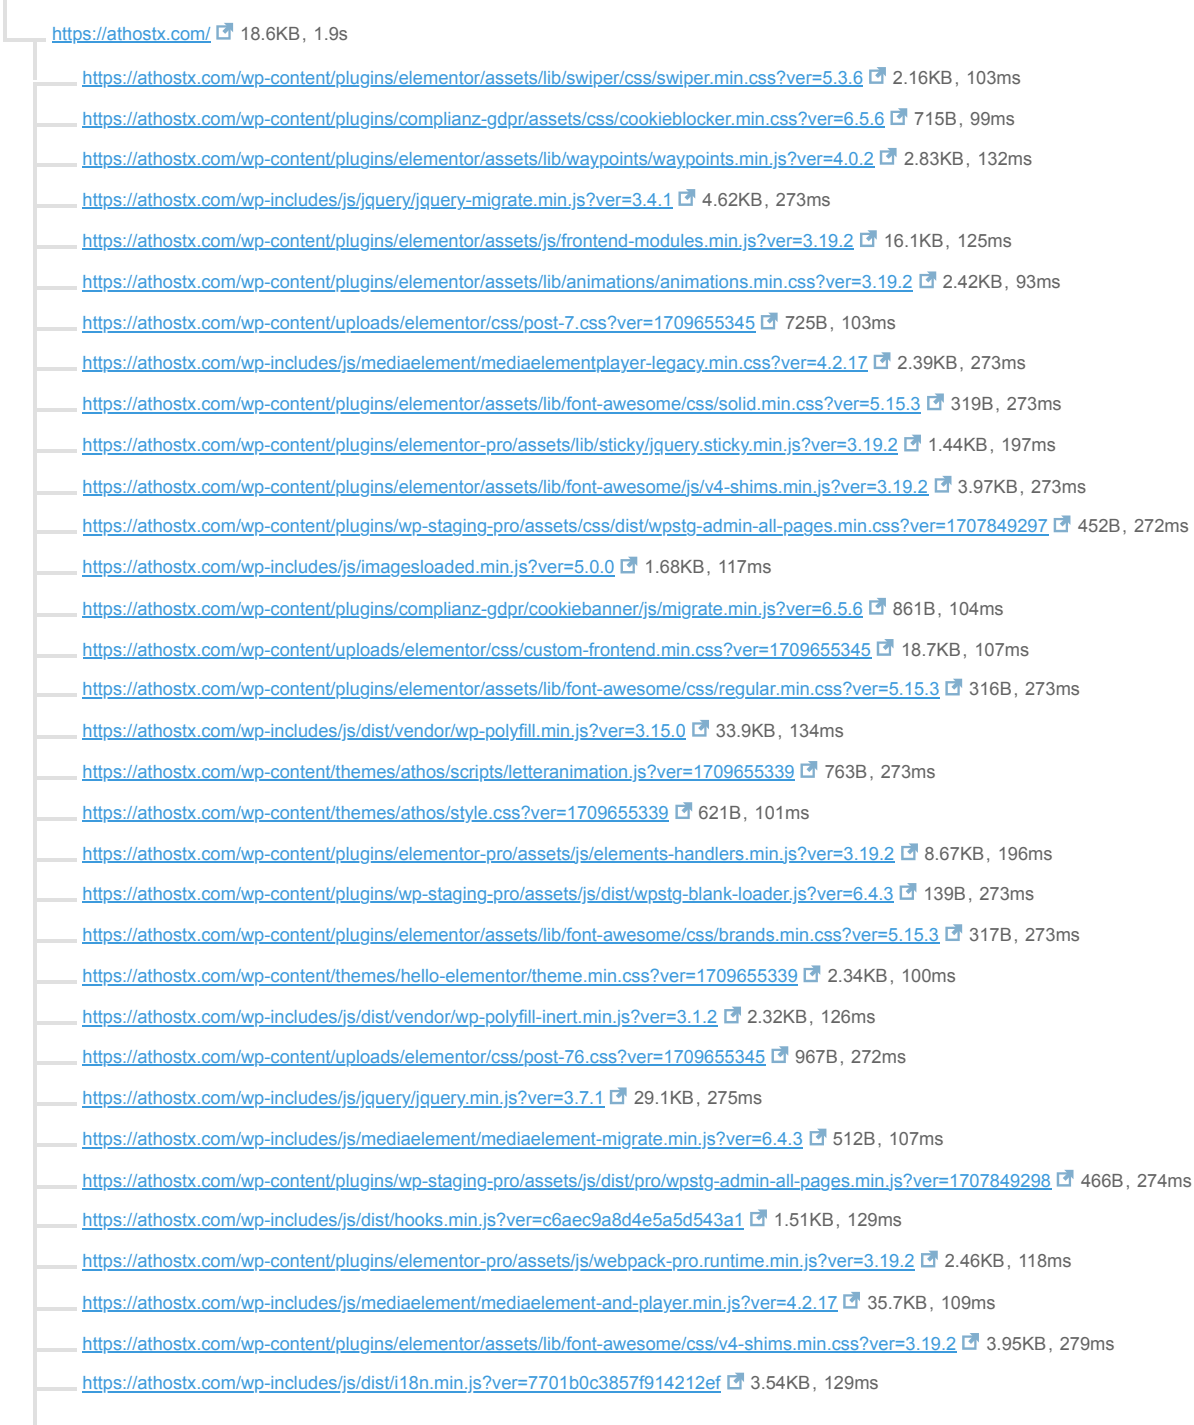 https://athostx.com/ 18.6KB, 1.9s
https://athostx.com/wp-content/plugins/elementor/assets/lib/swiper/css/swiper.min.css?ver=5.3.6 2.16KB, 103ms
https://athostx.com/wp-content/plugins/complianz-gdpr/assets/css/cookieblocker.min.css?ver=6.5.6 715B, 99ms
https://athostx.com/wp-content/plugins/elementor/assets/lib/waypoints/waypoints.min.js?ver=4.0.2 2.83KB, 132ms
https://athostx.com/wp-includes/js/jquery/jquery-migrate.min.js?ver=3.4.1 4.62KB, 273ms
https://athostx.com/wp-content/plugins/elementor/assets/js/frontend-modules.min.js?ver=3.19.2 16.1KB, 125ms
https://athostx.com/wp-content/plugins/elementor/assets/lib/animations/animations.min.css?ver=3.19.2 2.42KB, 93ms
https://athostx.com/wp-content/uploads/elementor/css/post-7.css?ver=1709655345 725B, 103ms
https://athostx.com/wp-includes/js/mediaelement/mediaelementplayer-legacy.min.css?ver=4.2.17 2.39KB, 273ms
https://athostx.com/wp-content/plugins/elementor/assets/lib/font-awesome/css/solid.min.css?ver=5.15.3 319B, 273ms
https://athostx.com/wp-content/plugins/elementor-pro/assets/lib/sticky/jquery.sticky.min.js?ver=3.19.2 1.44KB, 197ms
https://athostx.com/wp-content/plugins/elementor/assets/lib/font-awesome/js/v4-shims.min.js?ver=3.19.2 3.97KB, 273ms
https://athostx.com/wp-content/plugins/wp-staging-pro/assets/css/dist/wpstg-admin-all-pages.min.css?ver=1707849297 452B, 272ms
https://athostx.com/wp-includes/js/imagesloaded.min.js?ver=5.0.0 1.68KB, 117ms
https://athostx.com/wp-content/plugins/complianz-gdpr/cookiebanner/js/migrate.min.js?ver=6.5.6 861B, 104ms
https://athostx.com/wp-content/uploads/elementor/css/custom-frontend.min.css?ver=1709655345 18.7KB, 107ms
https://athostx.com/wp-content/plugins/elementor/assets/lib/font-awesome/css/regular.min.css?ver=5.15.3 316B, 273ms
https://athostx.com/wp-includes/js/dist/vendor/wp-polyfill.min.js?ver=3.15.0 33.9KB, 134ms
https://athostx.com/wp-content/themes/athos/scripts/letteranimation.js?ver=1709655339 763B, 273ms
https://athostx.com/wp-content/themes/athos/style.css?ver=1709655339 621B, 101ms
https://athostx.com/wp-content/plugins/elementor-pro/assets/js/elements-handlers.min.js?ver=3.19.2 8.67KB, 196ms
https://athostx.com/wp-content/plugins/wp-staging-pro/assets/js/dist/wpstg-blank-loader.js?ver=6.4.3 139B, 273ms
https://athostx.com/wp-content/plugins/elementor/assets/lib/font-awesome/css/brands.min.css?ver=5.15.3 317B, 273ms
https://athostx.com/wp-content/themes/hello-elementor/theme.min.css?ver=1709655339 2.34KB, 100ms
https://athostx.com/wp-includes/js/dist/vendor/wp-polyfill-inert.min.js?ver=3.1.2 2.32KB, 126ms
https://athostx.com/wp-content/uploads/elementor/css/post-76.css?ver=1709655345 967B, 272ms
https://athostx.com/wp-includes/js/jquery/jquery.min.js?ver=3.7.1 29.1KB, 275ms
https://athostx.com/wp-includes/js/mediaelement/mediaelement-migrate.min.js?ver=6.4.3 512B, 107ms
https://athostx.com/wp-content/plugins/wp-staging-pro/assets/js/dist/pro/wpstg-admin-all-pages.min.js?ver=1707849298 466B, 274ms
https://athostx.com/wp-includes/js/dist/hooks.min.js?ver=c6aec9a8d4e5a5d543a1 1.51KB, 129ms
https://athostx.com/wp-content/plugins/elementor-pro/assets/js/webpack-pro.runtime.min.js?ver=3.19.2 2.46KB, 118ms
https://athostx.com/wp-includes/js/mediaelement/mediaelement-and-player.min.js?ver=4.2.17 35.7KB, 109ms
https://athostx.com/wp-content/plugins/elementor/assets/lib/font-awesome/css/v4-shims.min.css?ver=3.19.2 3.95KB, 279ms
https://athostx.com/wp-includes/js/dist/i18n.min.js?ver=7701b0c3857f914212ef 3.54KB, 129ms